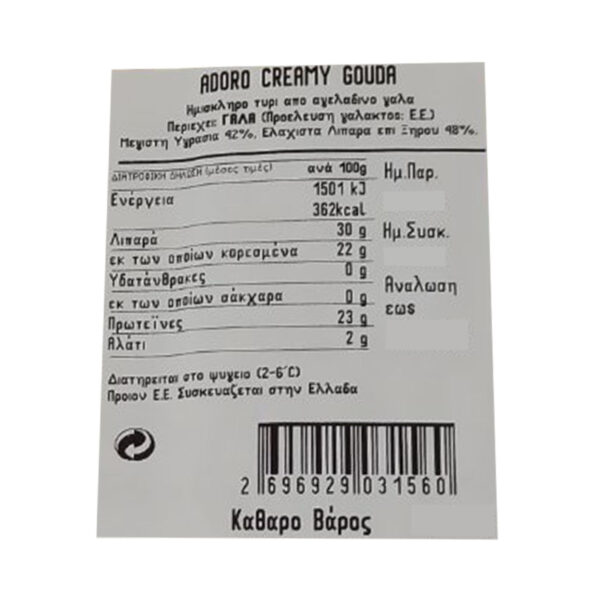 ADORO CREAMY GOUDA
Ημισκληρο τυρι απο αγελαδινο γαλα
Περιεχει: ΓΑΛΑ (Προελευση γαλακτος: Ε.Ε.)
Μεγιστη Υγρασια 42%, Ελαχιστα Λιπαρα επι Ξηρου 48%.
ΔΙΑΤΡΟΦΙΚΗ ΔΗΛΩΣΗ (μέσες τιμές) ανά 100g
Ενέργεια 1501 kJ
362kcal
Λιπαρά 30 g
εκ των οποίων κορεσμένα 22 g
Υδατάνθρακες 0 g
εκ των οποίων σάκχαρα 0 g
Πρωτεΐνες 23 g
Αλάτι 2 g
Ημ.Παρ.
Ημ.Συσκ.
Αναλωση
εως
Διατηρειται στο ψυγειο (2-6°C)
Προιον Ε.Ε. Συσκευαζεται στην Ελλαδα
2 696929 031560
Καθαρο Βάρος